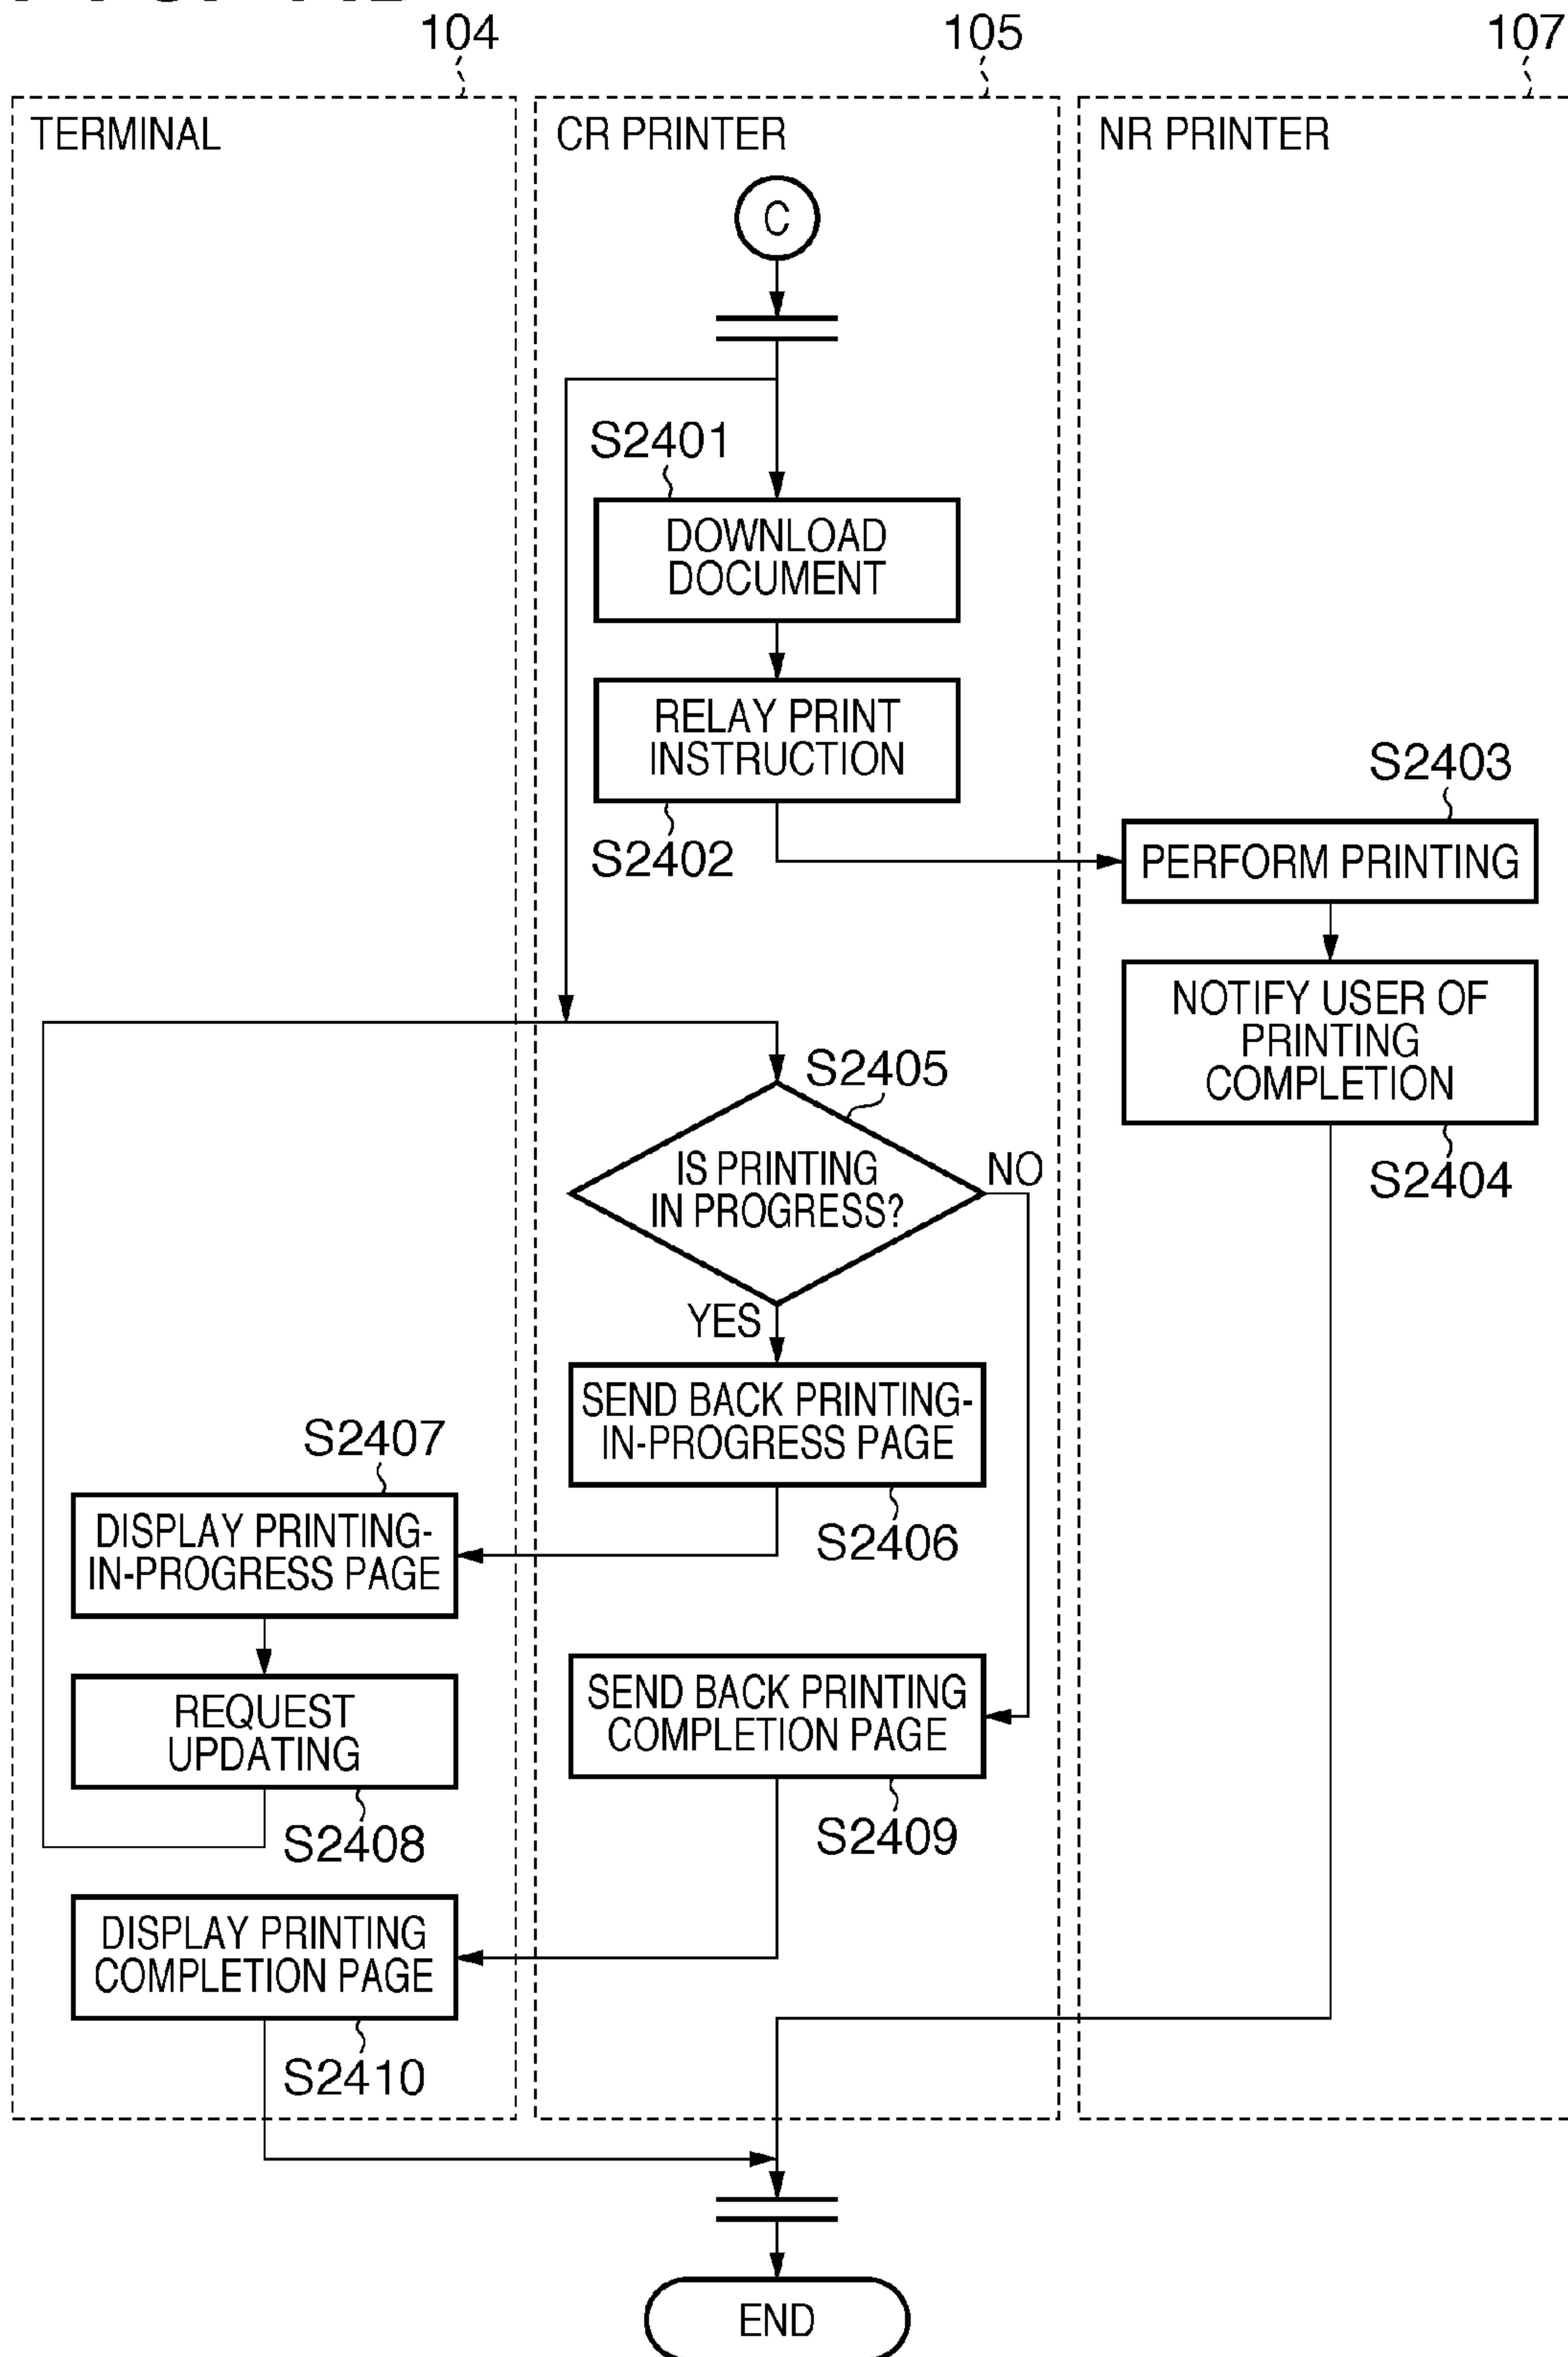 104
105
107
TERMINAL
CR PRINTER
NR PRINTER
C
S2401
DOWNLOAD
DOCUMENT
RELAY PRINT
INSTRUCTION
S2402
S2403
PERFORM PRINTING
NOTIFY USER OF
PRINTING
COMPLETION
S2404
S2405
IS PRINTING
IN PROGRESS?
NO
YES
SEND BACK PRINTING-
IN-PROGRESS PAGE
S2406
S2407
DISPLAY PRINTING-
IN-PROGRESS PAGE
REQUEST
UPDATING
S2408
SEND BACK PRINTING
COMPLETION PAGE
S2409
DISPLAY PRINTING
COMPLETION PAGE
S2410
END